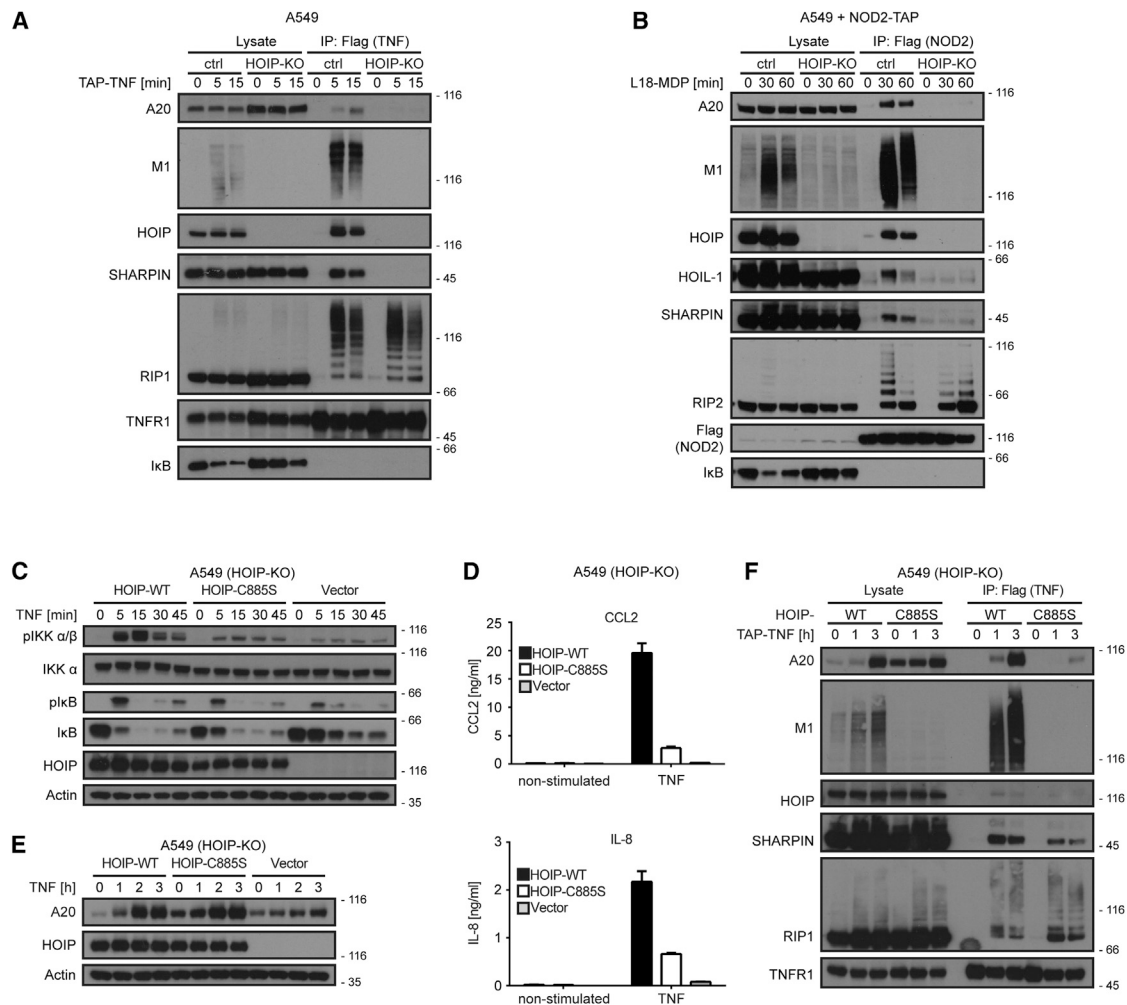 A
A549
Lysate IP: Flag (TNF)
ctrl HOIP-KO ctrl HOIP-KO
TAP-TNF [min] 0 5 15 0 5 15 0 5 15 0 5 15
A20 - 116
M1 - 116
HOIP - 116
SHARPIN - 45
RIP1 - 116
- 66
TNFR1 - 45
IκB - 66
B
A549 + NOD2-TAP
Lysate IP: Flag (NOD2)
ctrl HOIP-KO ctrl HOIP-KO
L18-MDP [min] 0 30 60 0 30 60 0 30 60 0 30 60
A20 - 116
M1 - 116
HOIP - 116
HOIL-1 - 66
SHARPIN - 45
RIP2 - 116
- 66
Flag
(NOD2) - 116
IκB - 66
C
A549 (HOIP-KO)
HOIP-WT HOIP-C885S Vector
TNF [min] 0 5 15 30 45 0 5 15 30 45 0 5 15 30 45
pIKK α/β - 116
IKK α
pIκB - 66
IκB - 66
HOIP - 116
Actin - 35
D
A549 (HOIP-KO)
CCL2
CCL2 [ng/ml]
25
20
15
10
5
0
HOIP-WT
HOIP-C885S
Vector
non-stimulated TNF
IL-8
IL-8 [ng/ml]
3
2
1
0
HOIP-WT
HOIP-C885S
Vector
non-stimulated TNF
E
A549 (HOIP-KO)
HOIP-WT HOIP-C885S Vector
TNF [h] 0 1 2 3 0 1 2 3 0 1 2 3
A20 - 116
HOIP - 116
Actin - 35
F
A549 (HOIP-KO)
Lysate IP: Flag (TNF)
HOIP- WT C885S WT C885S
TAP-TNF [h] 0 1 3 0 1 3 0 1 3 0 1 3
A20 - 116
M1 - 116
HOIP - 116
SHARPIN - 45
RIP1 - 116
- 66
TNFR1 - 45